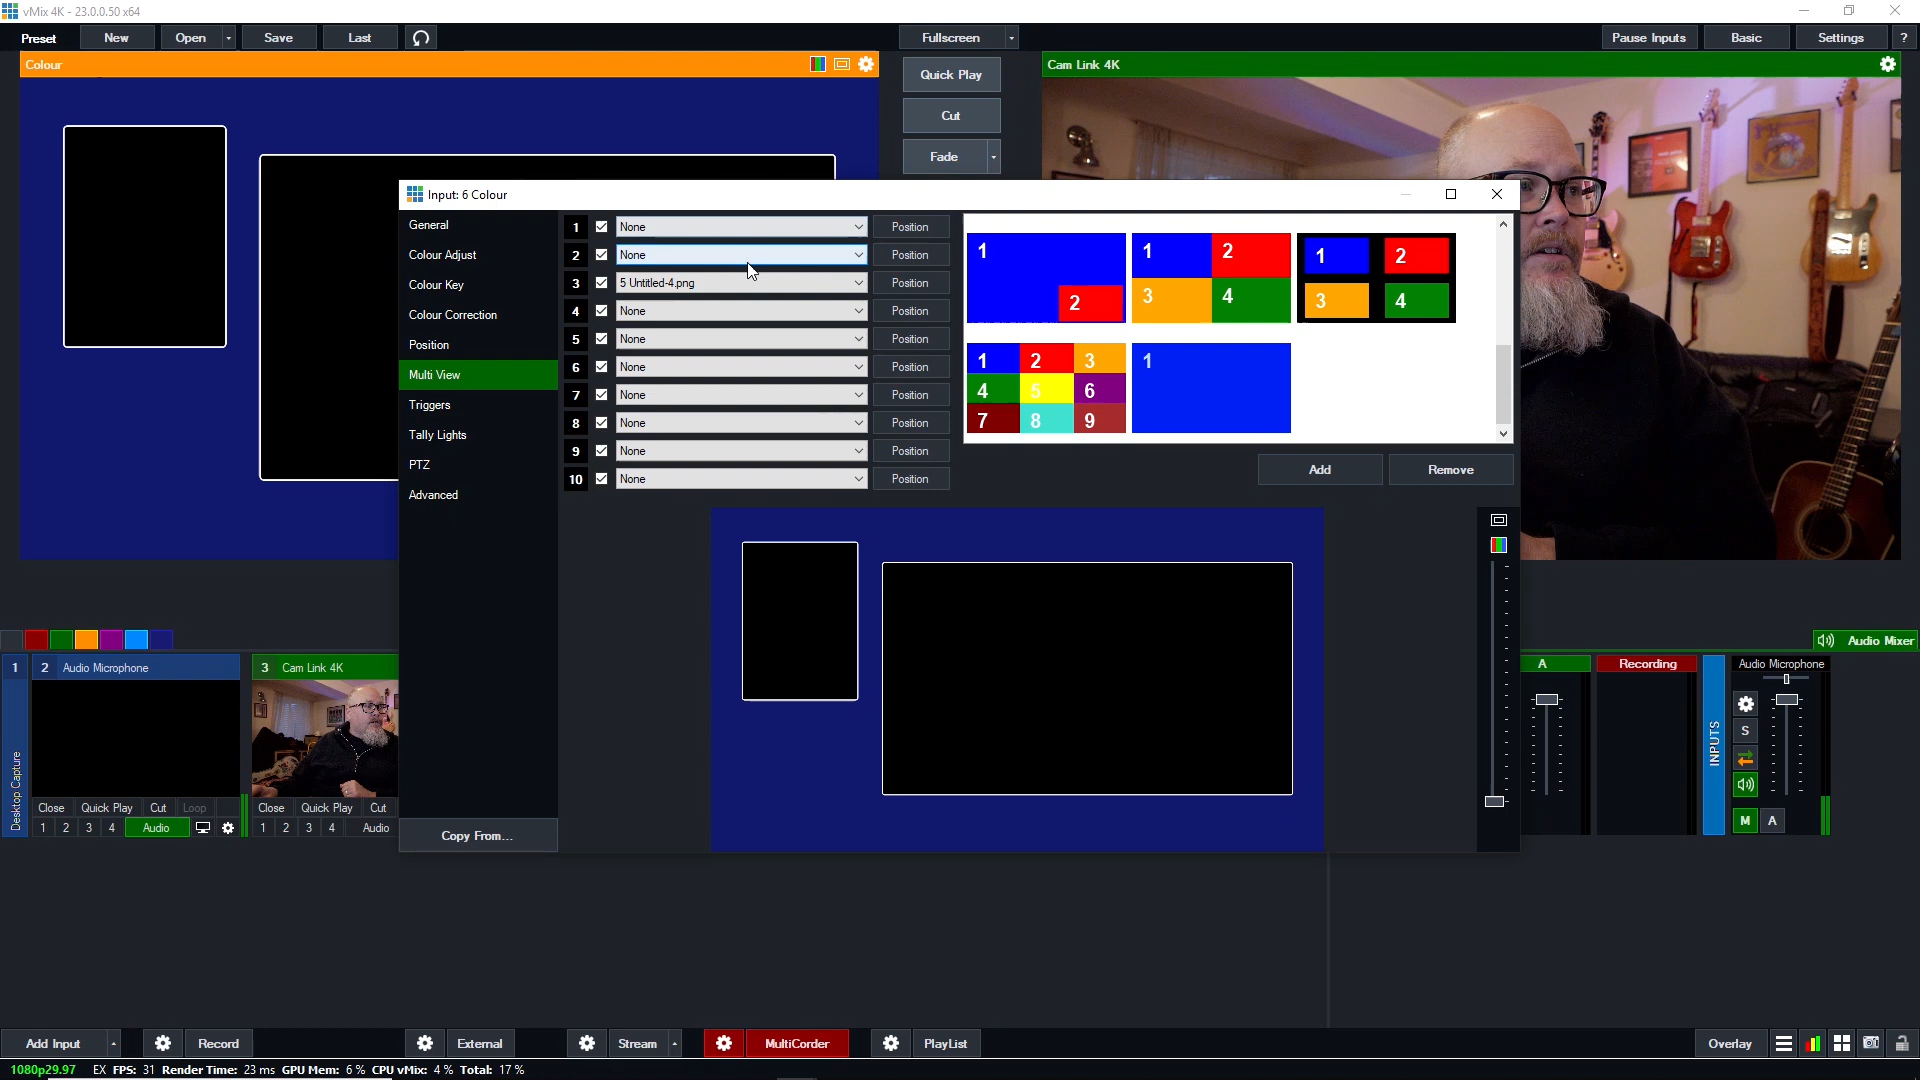 vMix 4K - 23.0.0.50 x64
Preset
New
Open
Save
Last
Fullscreen
Pause Inputs
Basic
Settings
?
Colour
Quick Play
Cut
Fade
Cam Link 4K
Input: 6 Colour
General
Colour Adjust
Colour Key
Colour Correction
Position
Multi View
Triggers
Tally Lights
PTZ
Advanced
Copy From...
1 None Position
2 None Position
3 5 Untitled-4.png Position
4 None Position
5 None Position
6 None Position
7 None Position
8 None Position
9 None Position
10 None Position
1 2
1 2
3 4
1 2
3 4
1 2 3
4 5 6
7 8 9
1
Add
Remove
1
Desktop Capture
2 Audio Microphone
Close Quick Play Cut Loop
1 2 3 4 Audio
3 Cam Link 4K
Close Quick Play Cut
1 2 3 4 Audio
Audio Mixer
A
Recording
INPUTS
Audio Microphone
S
M A
Add Input
Record
External
Stream
MultiCorder
PlayList
Overlay
1080p29.97 EX FPS: 31 Render Time: 23 ms GPU Mem: 6 % CPU vMix: 4 % Total: 17 %